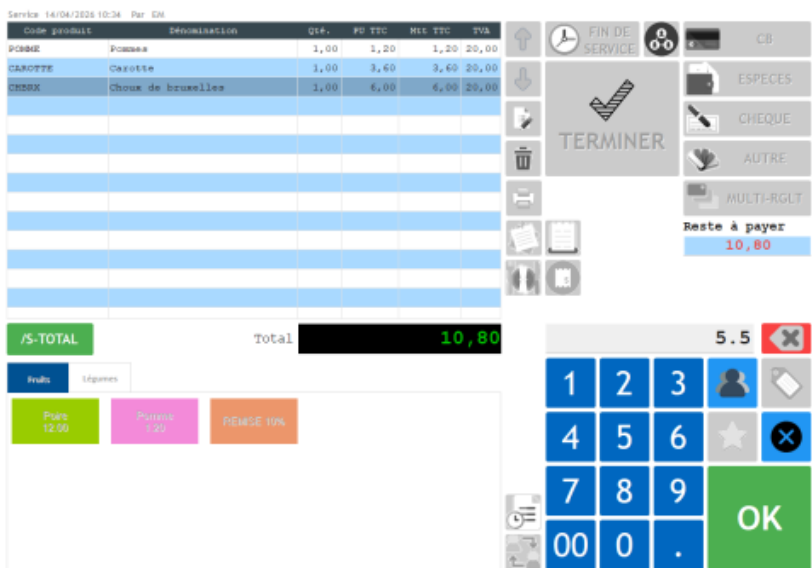 Service 14/04/2026 10:34 Par EM
Code produit Dénomination Qté. PU TTC Mtt TTC TVA
POMME Pommes 1,00 1,20 1,20 20,00
CAROTTE Carotte 1,00 3,60 3,60 20,00
CHBRX Choux de bruxelles 1,00 6,00 6,00 20,00
FIN DE
SERVICE
CB
ESPECES
TERMINER
CHEQUE
AUTRE
MULTI-RGLT
Reste à payer
10,80
/S-TOTAL Total 10,80
5.5
Fruits Légumes
Poire
12.00
Pommes
1.20
REMISE 10%
1 2 3
4 5 6
7 8 9
00 0 .
OK